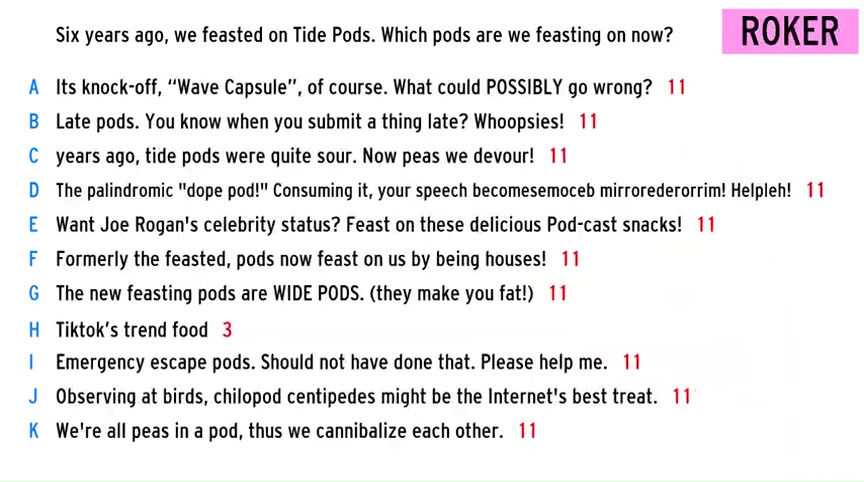 Six years ago, we feasted on Tide Pods. Which pods are we feasting on now?
ROKER
A Its knock-off, “Wave Capsule”, of course. What could POSSIBLY go wrong? 11
B Late pods. You know when you submit a thing late? Whoopsies! 11
C years ago, tide pods were quite sour. Now peas we devour! 11
D The palindromic "dope pod!" Consuming it, your speech becomesemoceb mirrorederorrim! Helpleh! 11
E Want Joe Rogan's celebrity status? Feast on these delicious Pod-cast snacks! 11
F Formerly the feasted, pods now feast on us by being houses! 11
G The new feasting pods are WIDE PODS. (they make you fat!) 11
H Tiktok’s trend food 3
I Emergency escape pods. Should not have done that. Please help me. 11
J Observing at birds, chilopod centipedes might be the Internet's best treat. 11
K We're all peas in a pod, thus we cannibalize each other. 11